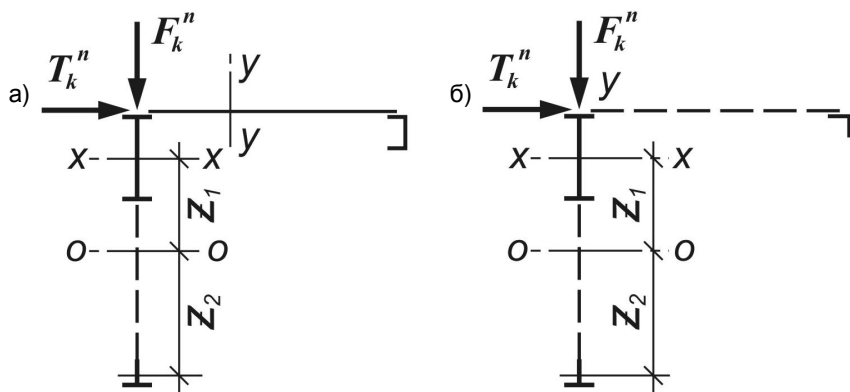 а)
F_k^n
T_k^n
y
y
x x
z_1
o o
z_2
б)
F_k^n
T_k^n
y
x x
z_1
o o
z_2